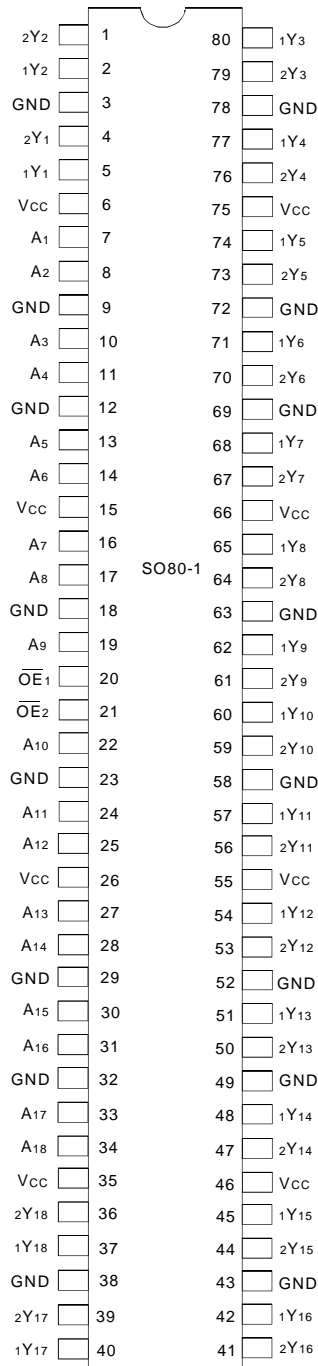 2Y2 1 80 1Y3
1Y2 2 79 2Y3
GND 3 78 GND
2Y1 4 77 1Y4
1Y1 5 76 2Y4
VCC 6 75 VCC
A1 7 74 1Y5
A2 8 73 2Y5
GND 9 72 GND
A3 10 71 1Y6
A4 11 70 2Y6
GND 12 69 GND
A5 13 68 1Y7
A6 14 67 2Y7
VCC 15 66 VCC
A7 16 65 1Y8
A8 17 SO80-1 64 2Y8
GND 18 63 GND
A9 19 62 1Y9
OE1 20 61 2Y9
OE2 21 60 1Y10
A10 22 59 2Y10
GND 23 58 GND
A11 24 57 1Y11
A12 25 56 2Y11
VCC 26 55 VCC
A13 27 54 1Y12
A14 28 53 2Y12
GND 29 52 GND
A15 30 51 1Y13
A16 31 50 2Y13
GND 32 49 GND
A17 33 48 1Y14
A18 34 47 2Y14
VCC 35 46 VCC
2Y18 36 45 1Y15
1Y18 37 44 2Y15
GND 38 43 GND
2Y17 39 42 1Y16
1Y17 40 41 2Y16